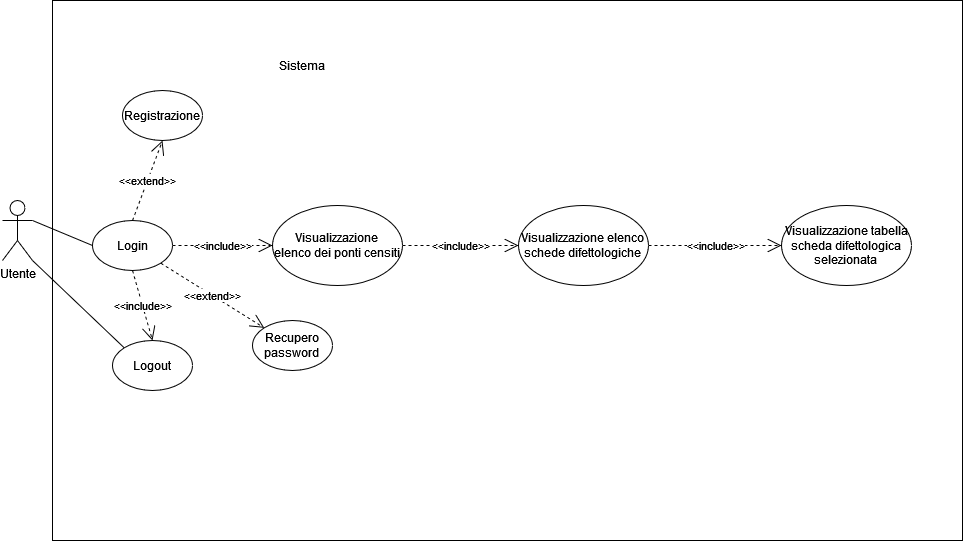 Sistema
Registrazione
<<extend>>
Utente
Login
<<include>>
Visualizzazione
elenco dei ponti censiti
<<include>>
Visualizzazione elenco
schede difettologiche
<<include>>
Visualizzazione tabella
scheda difettologica
selezionata
<<extend>>
<<include>>
Recupero
password
Logout